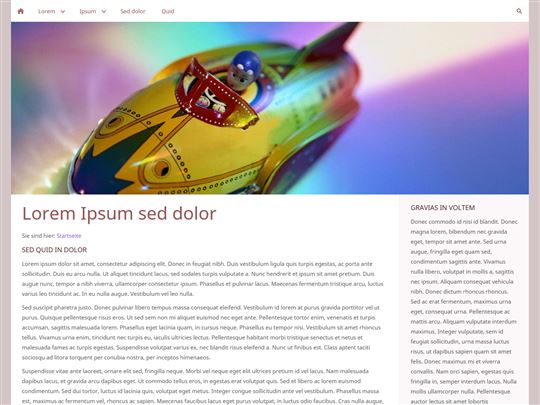 Lorem Ipsum Sed dolor Quid
Lorem Ipsum sed dolor
Sie sind hier: Startseite
SED QUID IN DOLOR
Lorem ipsum dolor sit amet, consectetur adipiscing elit. Donec in feugiat nibh. Duis vestibulum ligula quis turpis egestas, ac porta ante
sollicitudin. Duis eu arcu nulla. Ut aliquet tincidunt lacus, sed sodales turpis vulputate a. Nunc hendrerit et ipsum sit amet pretium. Duis
augue nunc, tempor a nibh viverra, ullamcorper consectetur ipsum. Phasellus et pulvinar lacus. Maecenas fermentum tristique arcu, luctus
varius leo tincidunt ac. In eu nulla augue. Vestibulum vel leo nulla.
Sed suscipit pharetra justo. Donec pulvinar libero tempus massa consequat eleifend. Vestibulum id lorem at purus gravida porttitor vel ut
purus. Quisque pellentesque risus eros. Ut sed sem non mi aliquet euismod nec eget ante. Pellentesque tortor enim, venenatis et turpis
accumsan, sagittis malesuada lorem. Phasellus eget lacinia quam, in cursus neque. Phasellus eu tempor nisi. Vestibulum sit amet rhoncus
tellus. Vivamus urna enim, tincidunt nec turpis eu, iaculis ultricies lectus. Pellentesque habitant morbi tristique senectus et netus et
malesuada fames ac turpis egestas. Suspendisse volutpat varius ex, nec blandit risus eleifend a. Nunc ut finibus est. Class aptent taciti
sociosqu ad litora torquent per conubia nostra, per inceptos himenaeos.
Suspendisse vitae ante laoreet, ornare elit sed, fringilla neque. Morbi vel neque eget elit ultrices pretium id vel lacus. Nam malesuada
dapibus lacus, et gravida arcu dapibus eget. Ut commodo tellus eros, in egestas erat volutpat quis. Sed et libero ac lorem euismod
condimentum. Sed dui tortor, luctus id lacinia quis, volutpat eget metus. Integer congue sollicitudin ante vel vestibulum. Phasellus
massa est, maximus ac fermentum vel, rhoncus ac sapien. Maecenas faucibus lacus eget purus volutpat, in luctus odio faucibus. Cras nulla augue,
GRAVIAS IN VOLUTPAT
Donec commodo id nisi id blandit. Donec
magna lorem, bibendum nec gravida
eget, tempor sit amet ante. Sed urna
augue, fringilla eget quam sed,
condimentum sagittis ante. Vivamus
nulla libero, volutpat in mollis a, sagittis
nec ipsum. Aliquam consequat vehicula
nibh. Donec dictum rhoncus rhoncus.
Sed ac erat fermentum, maximus urna
eget, consequat urna. Pellentesque ac
mattis arcu. Aliquam vulputate interdum
maximus. Integer vulputate, sem id
feugiat sollicitudin, urna massa luctus
risus, ut dapibus sapien quam sit amet
felis. Donec maximus mi et viverra
convallis. Nam orci sapien, egestas quis
fringilla in, semper interdum lacus. Nulla
mollis ullamcorper nulla. Pellentesque
auctor lectus sit amet lobortis